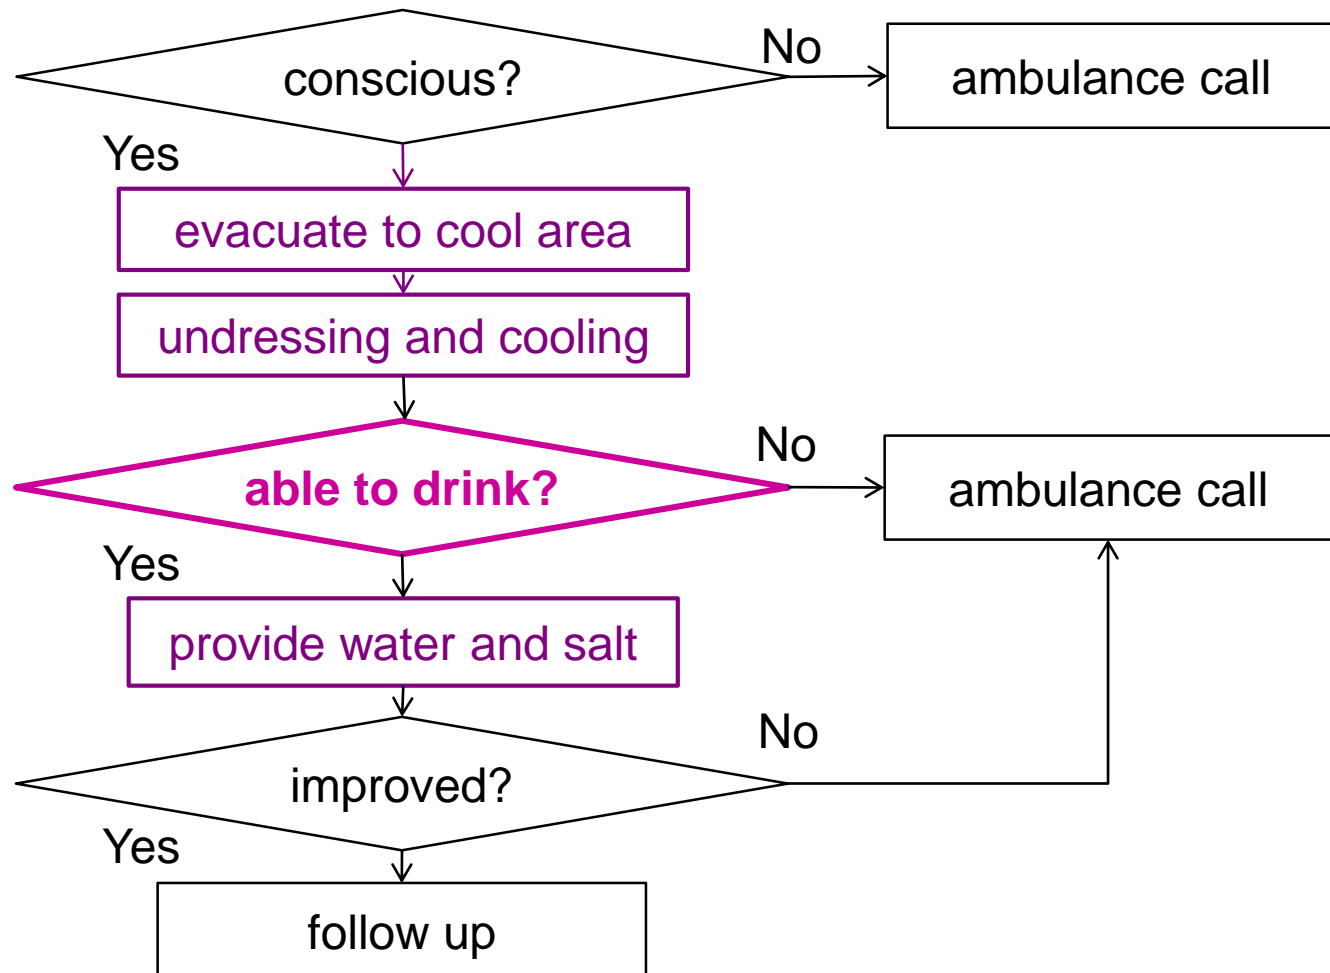 conscious?
No
ambulance call
Yes
evacuate to cool area
undressing and cooling
able to drink?
No
ambulance call
Yes
provide water and salt
improved?
No
Yes
follow up